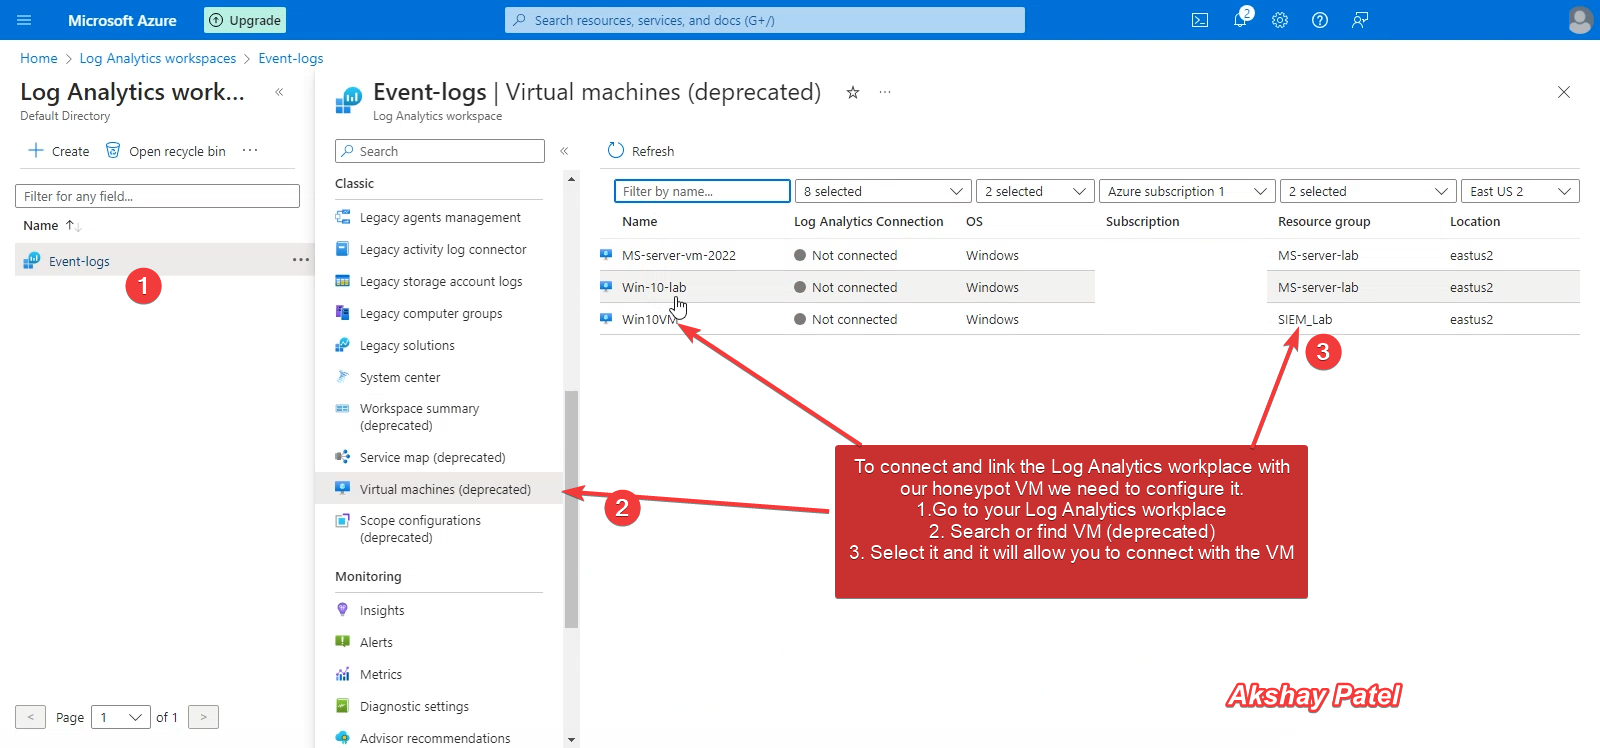 Microsoft Azure
Upgrade
Search resources, services, and docs (G+/)
2
Home > Log Analytics workspaces > Event-logs
Log Analytics work...
Default Directory
Create
Open recycle bin
Filter for any field...
Name
Event-logs
1
< Page 1 of 1 >
Event-logs | Virtual machines (deprecated)
Log Analytics workspace
Search
Classic
Legacy agents management
Legacy activity log connector
Legacy storage account logs
Legacy computer groups
Legacy solutions
System center
Workspace summary
(deprecated)
Service map (deprecated)
Virtual machines (deprecated)
Scope configurations
(deprecated)
Monitoring
Insights
Alerts
Metrics
Diagnostic settings
Advisor recommendations
2
Refresh
Filter by name... 8 selected 2 selected Azure subscription 1 2 selected East US 2
Name Log Analytics Connection OS Subscription Resource group Location
MS-server-vm-2022 Not connected Windows MS-server-lab eastus2
Win-10-lab Not connected Windows MS-server-lab eastus2
Win10VM Not connected Windows SIEM_Lab eastus2
3
To connect and link the Log Analytics workplace with
our honeypot VM we need to configure it.
1.Go to your Log Analytics workplace
2. Search or find VM (deprecated)
3. Select it and it will allow you to connect with the VM
Akshay Patel